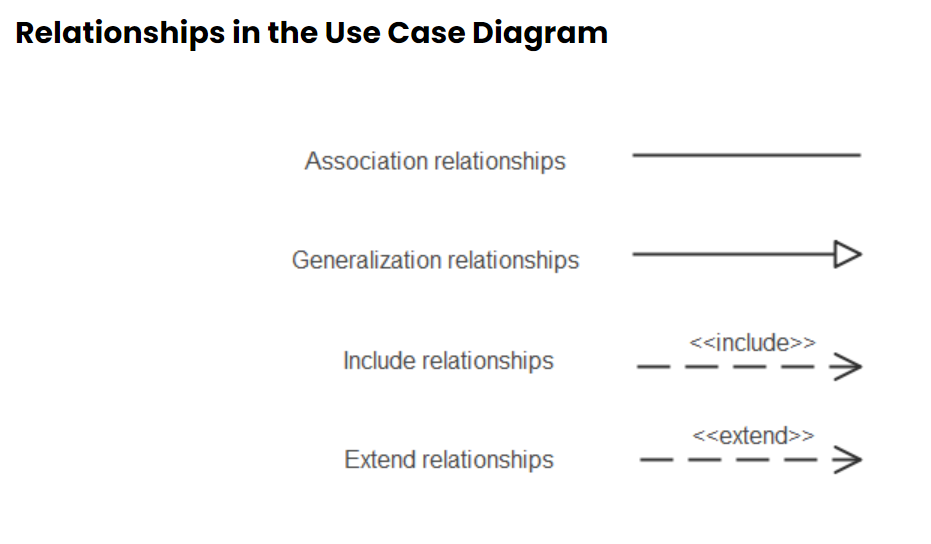 Relationships in the Use Case Diagram
Association relationships
Generalization relationships
<<include>>
Include relationships
<<extend>>
Extend relationships